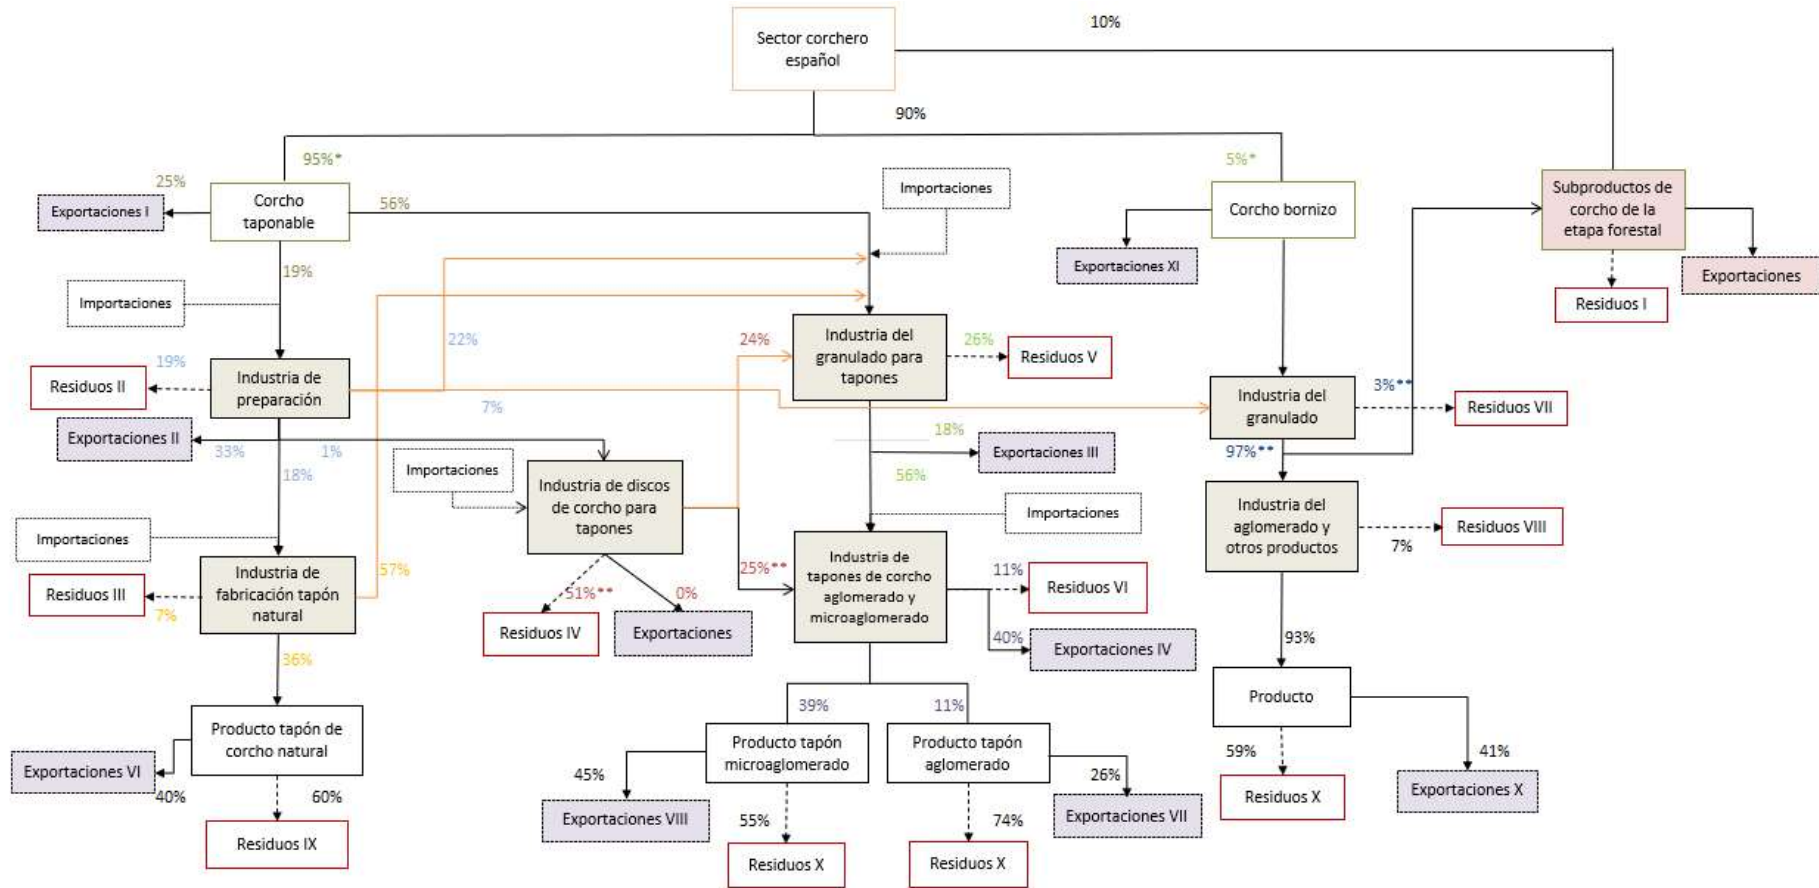 10%
Sector corchero
español
90%
95%*
5%*
25%
Exportaciones I
Corcho
taponable
56%
Importaciones
Corcho bornizo
Subproductos de
corcho de la
etapa forestal
19%
Exportaciones XI
Exportaciones
Importaciones
Residuos I
22%
24%
Industria del
granulado para
tapones
26%
Residuos V
19%
Residuos II
Industria de
preparación
3%**
Industria del
granulado
Residuos VII
7%
Exportaciones II
33%
1%
18%
Exportaciones III
97%**
Importaciones
18%
56%
Industria de discos
de corcho para
tapones
Importaciones
Industria del
aglomerado y
otros productos
Residuos VIII
7%
Importaciones
Industria de
fabricación tapón
natural
57%
Residuos III
7%
25%**
Industria de
tapones de corcho
aglomerado y
microaglomerado
11%
Residuos VI
51%**
0%
Residuos IV
Exportaciones
40%
Exportaciones IV
93%
36%
Producto
39%
11%
Producto tapón de
corcho natural
Producto tapón
microaglomerado
Producto tapón
aglomerado
59%
41%
Exportaciones VI
40%
60%
45%
26%
Residuos X
Exportaciones X
Exportaciones VIII
55%
74%
Exportaciones VII
Residuos IX
Residuos X
Residuos X